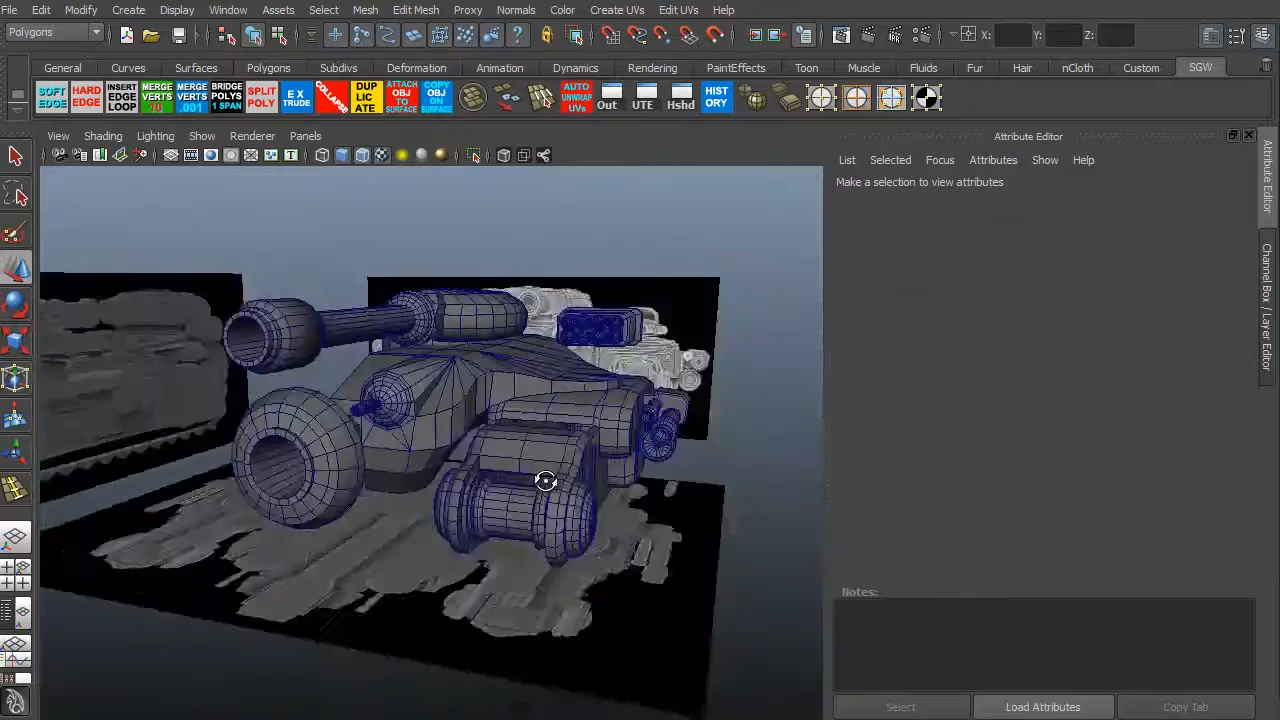 File Edit Modify Create Display Window Assets Select Mesh Edit Mesh Proxy Normals Color Create UVs Edit UVs Help
Polygons X: Y: Z:
General Curves Surfaces Polygons Subdivs Deformation Animation Dynamics Rendering PaintEffects Toon Muscle Fluids Fur Hair nCloth Custom SGW
SOFT EDGE HARD EDGE INSERT EDGE LOOP MERGE VERTS 10 MERGE VERTS .001 BRIDGE POLYS 1 SPAN SPLIT POLY EX TRUDE COLLAPSE DUP LIC ATE ATTACH OBJ TO SURFACE COPY OBJ ON SURFACE AUTO UNWRAP UVs Out UTE Hshd HIST ORY
View Shading Lighting Show Renderer Panels
Attribute Editor
List Selected Focus Attributes Show Help
Make a selection to view attributes
Attribute Editor
Channel Box / Layer Editor
Notes:
Select Load Attributes Copy Tab